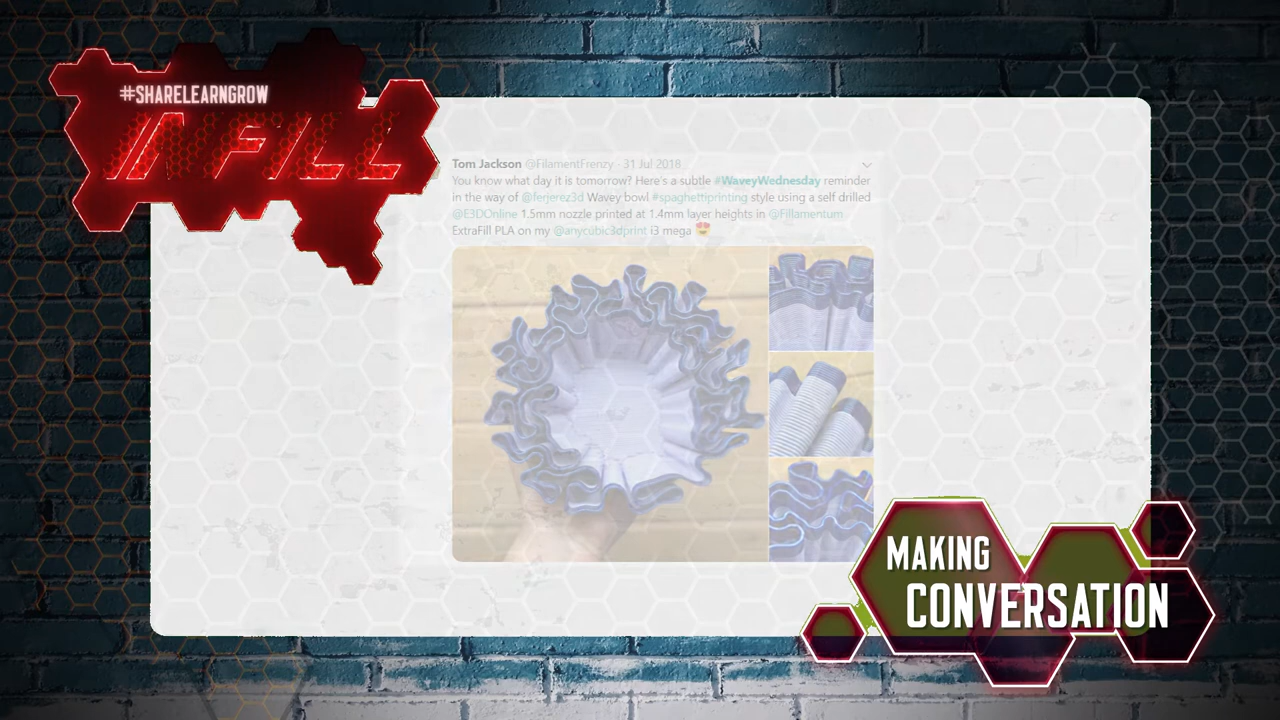 #SHARELEARNGROW
INFILL
Tom Jackson @FilamentFrenzy · 31 Jul 2018
You know what day it is tomorrow? Here's a subtle #WaveyWednesday reminder
in the way of @ferjerez3d Wavey bowl #spaghettiprinting style using a self drilled
@E3DOnline 1.5mm nozzle printed at 1.4mm layer heights in @Fillamentum
ExtraFill PLA on my @anycubic3dprint i3 mega 😍
MAKING
CONVERSATION